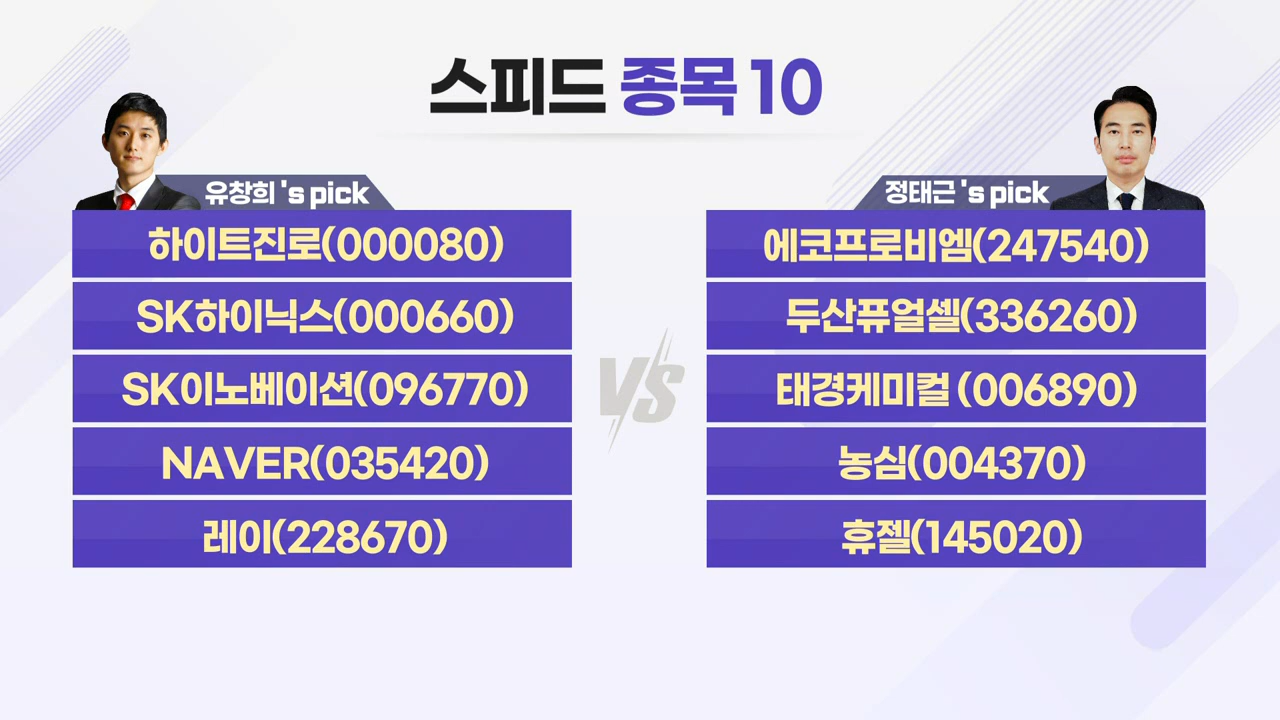 스피드 종목 10
유창희 's pick
하이트진로(000080)
SK하이닉스(000660)
SK이노베이션(096770)
NAVER(035420)
레이(228670)
VS
정태근 's pick
에코프로비엠(247540)
두산퓨얼셀(336260)
태경케미컬 (006890)
농심(004370)
휴젤(145020)